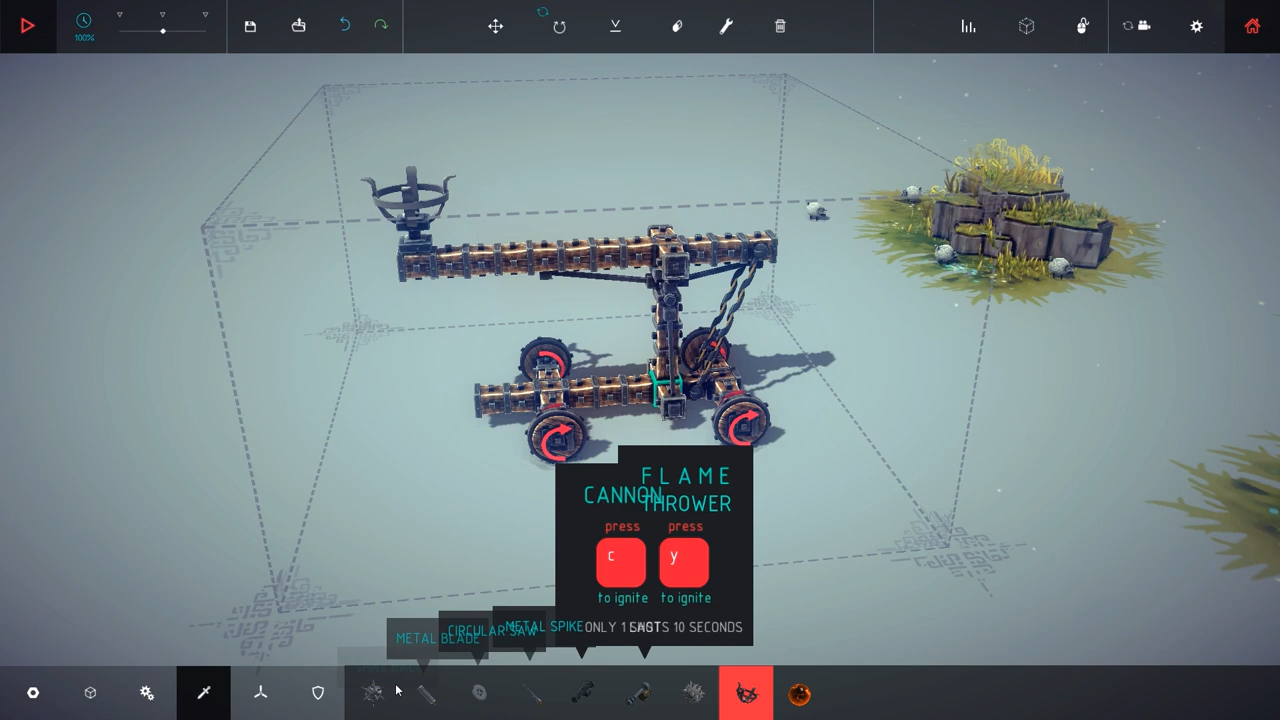 100%
FLAME
CANNON
THROWER
press press
c y
to ignite to ignite
METAL BLADE
CIRCULAR SAW
METAL SPIKE
ONLY 1 SHOT
LASTS 10 SECONDS